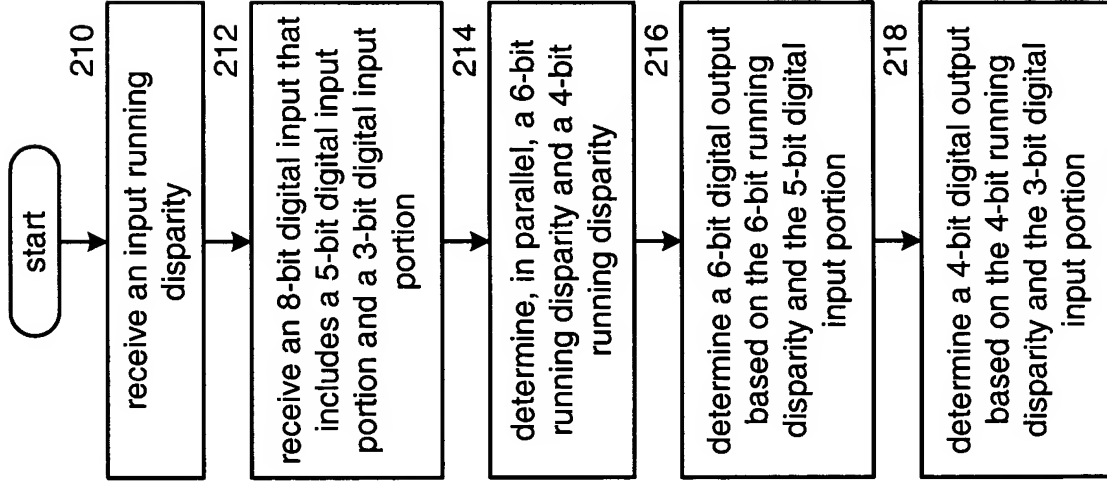 start
210
receive an input running
disparity
212
receive an 8-bit digital input that
includes a 5-bit digital input
portion and a 3-bit digital input
portion
214
determine, in parallel, a 6-bit
running disparity and a 4-bit
running disparity
216
determine a 6-bit digital output
based on the 6-bit running
disparity and the 5-bit digital
input portion
218
determine a 4-bit digital output
based on the 4-bit running
disparity and the 3-bit digital
input portion